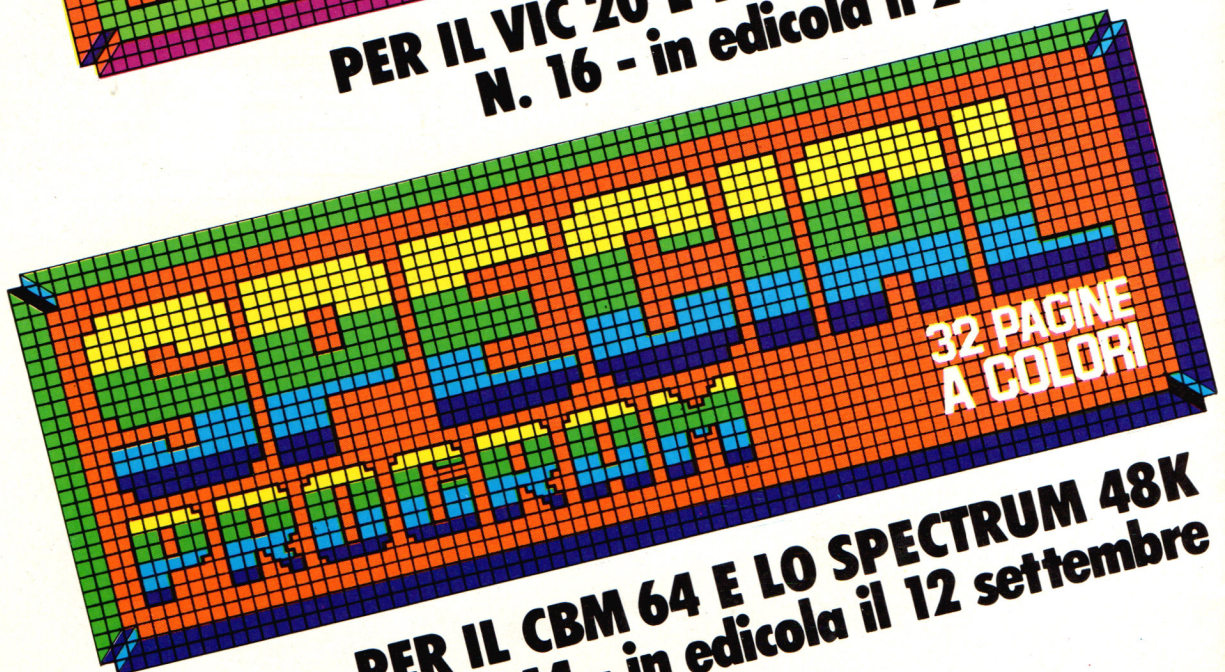 PER IL VIC 20 E
N. 16 - in edicola il 2
SPECIAL
PROGRAM
32 PAGINE
A COLORI
PER IL CBM 64 E LO SPECTRUM 48K
- in edicola il 12 settembre